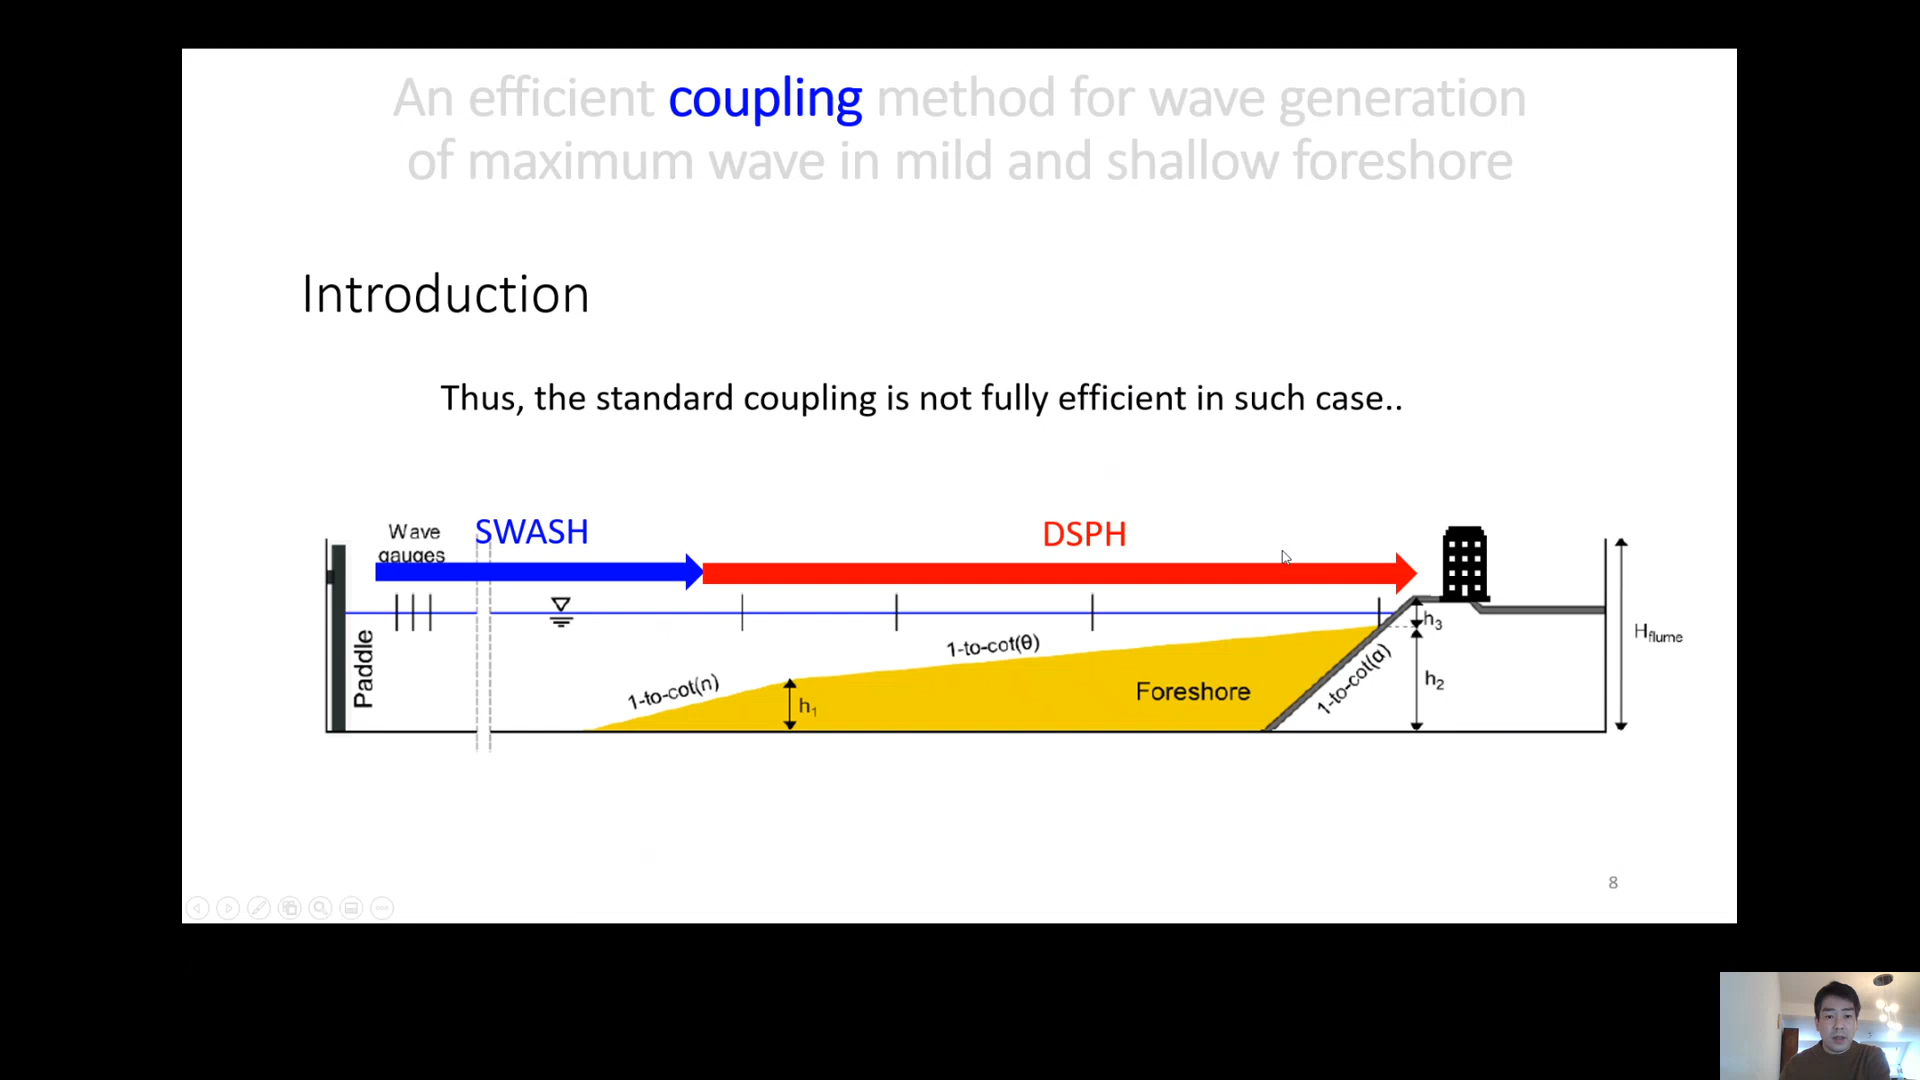 An efficient coupling method for wave generation
of maximum wave in mild and shallow foreshore
Introduction
Thus, the standard coupling is not fully efficient in such case..
Wave
gauges
SWASH
DSPH
Paddle
1-to-cot(n)
h1
1-to-cot(θ)
Foreshore
1-to-cot(α)
h3
h2
Hflume
8